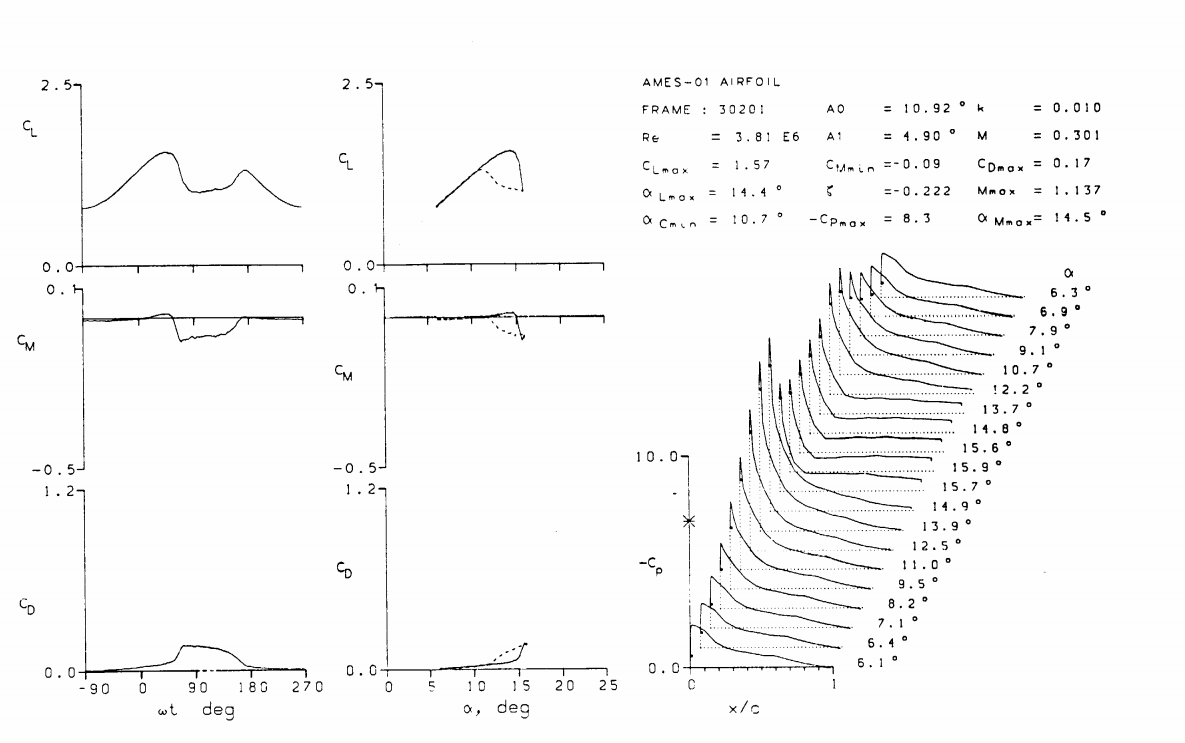 AMES-01 AIRFOIL
FRAME : 30201 A0 = 10.92 ° k = 0.010
Re = 3.81 E6 A1 = 4.90 ° M = 0.301
CLmax = 1.57 CMmin =-0.09 CDmax = 0.17
αLmax = 14.4 ° ζ =-0.222 Mmax = 1.137
αCmin = 10.7 ° -CPmax = 8.3 αMmax= 14.5 °
2.5
CL
0.0
0.1
CM
-0.5
1.2
CD
0.0
-90 0 90 180 270
ωt deg
2.5
CL
0.0
0.1
CM
-0.5
1.2
CD
0.0
0 5 10 15 20 25
α, deg
α
6.3 °
6.9 °
7.9 °
9.1 °
10.7 °
12.2 °
13.7 °
14.8 °
15.6 °
15.9 °
15.7 °
14.9 °
13.9 °
12.5 °
11.0 °
9.5 °
8.2 °
7.1 °
6.4 °
6.1 °
10.0
-Cp
0.0
0 1
x/c